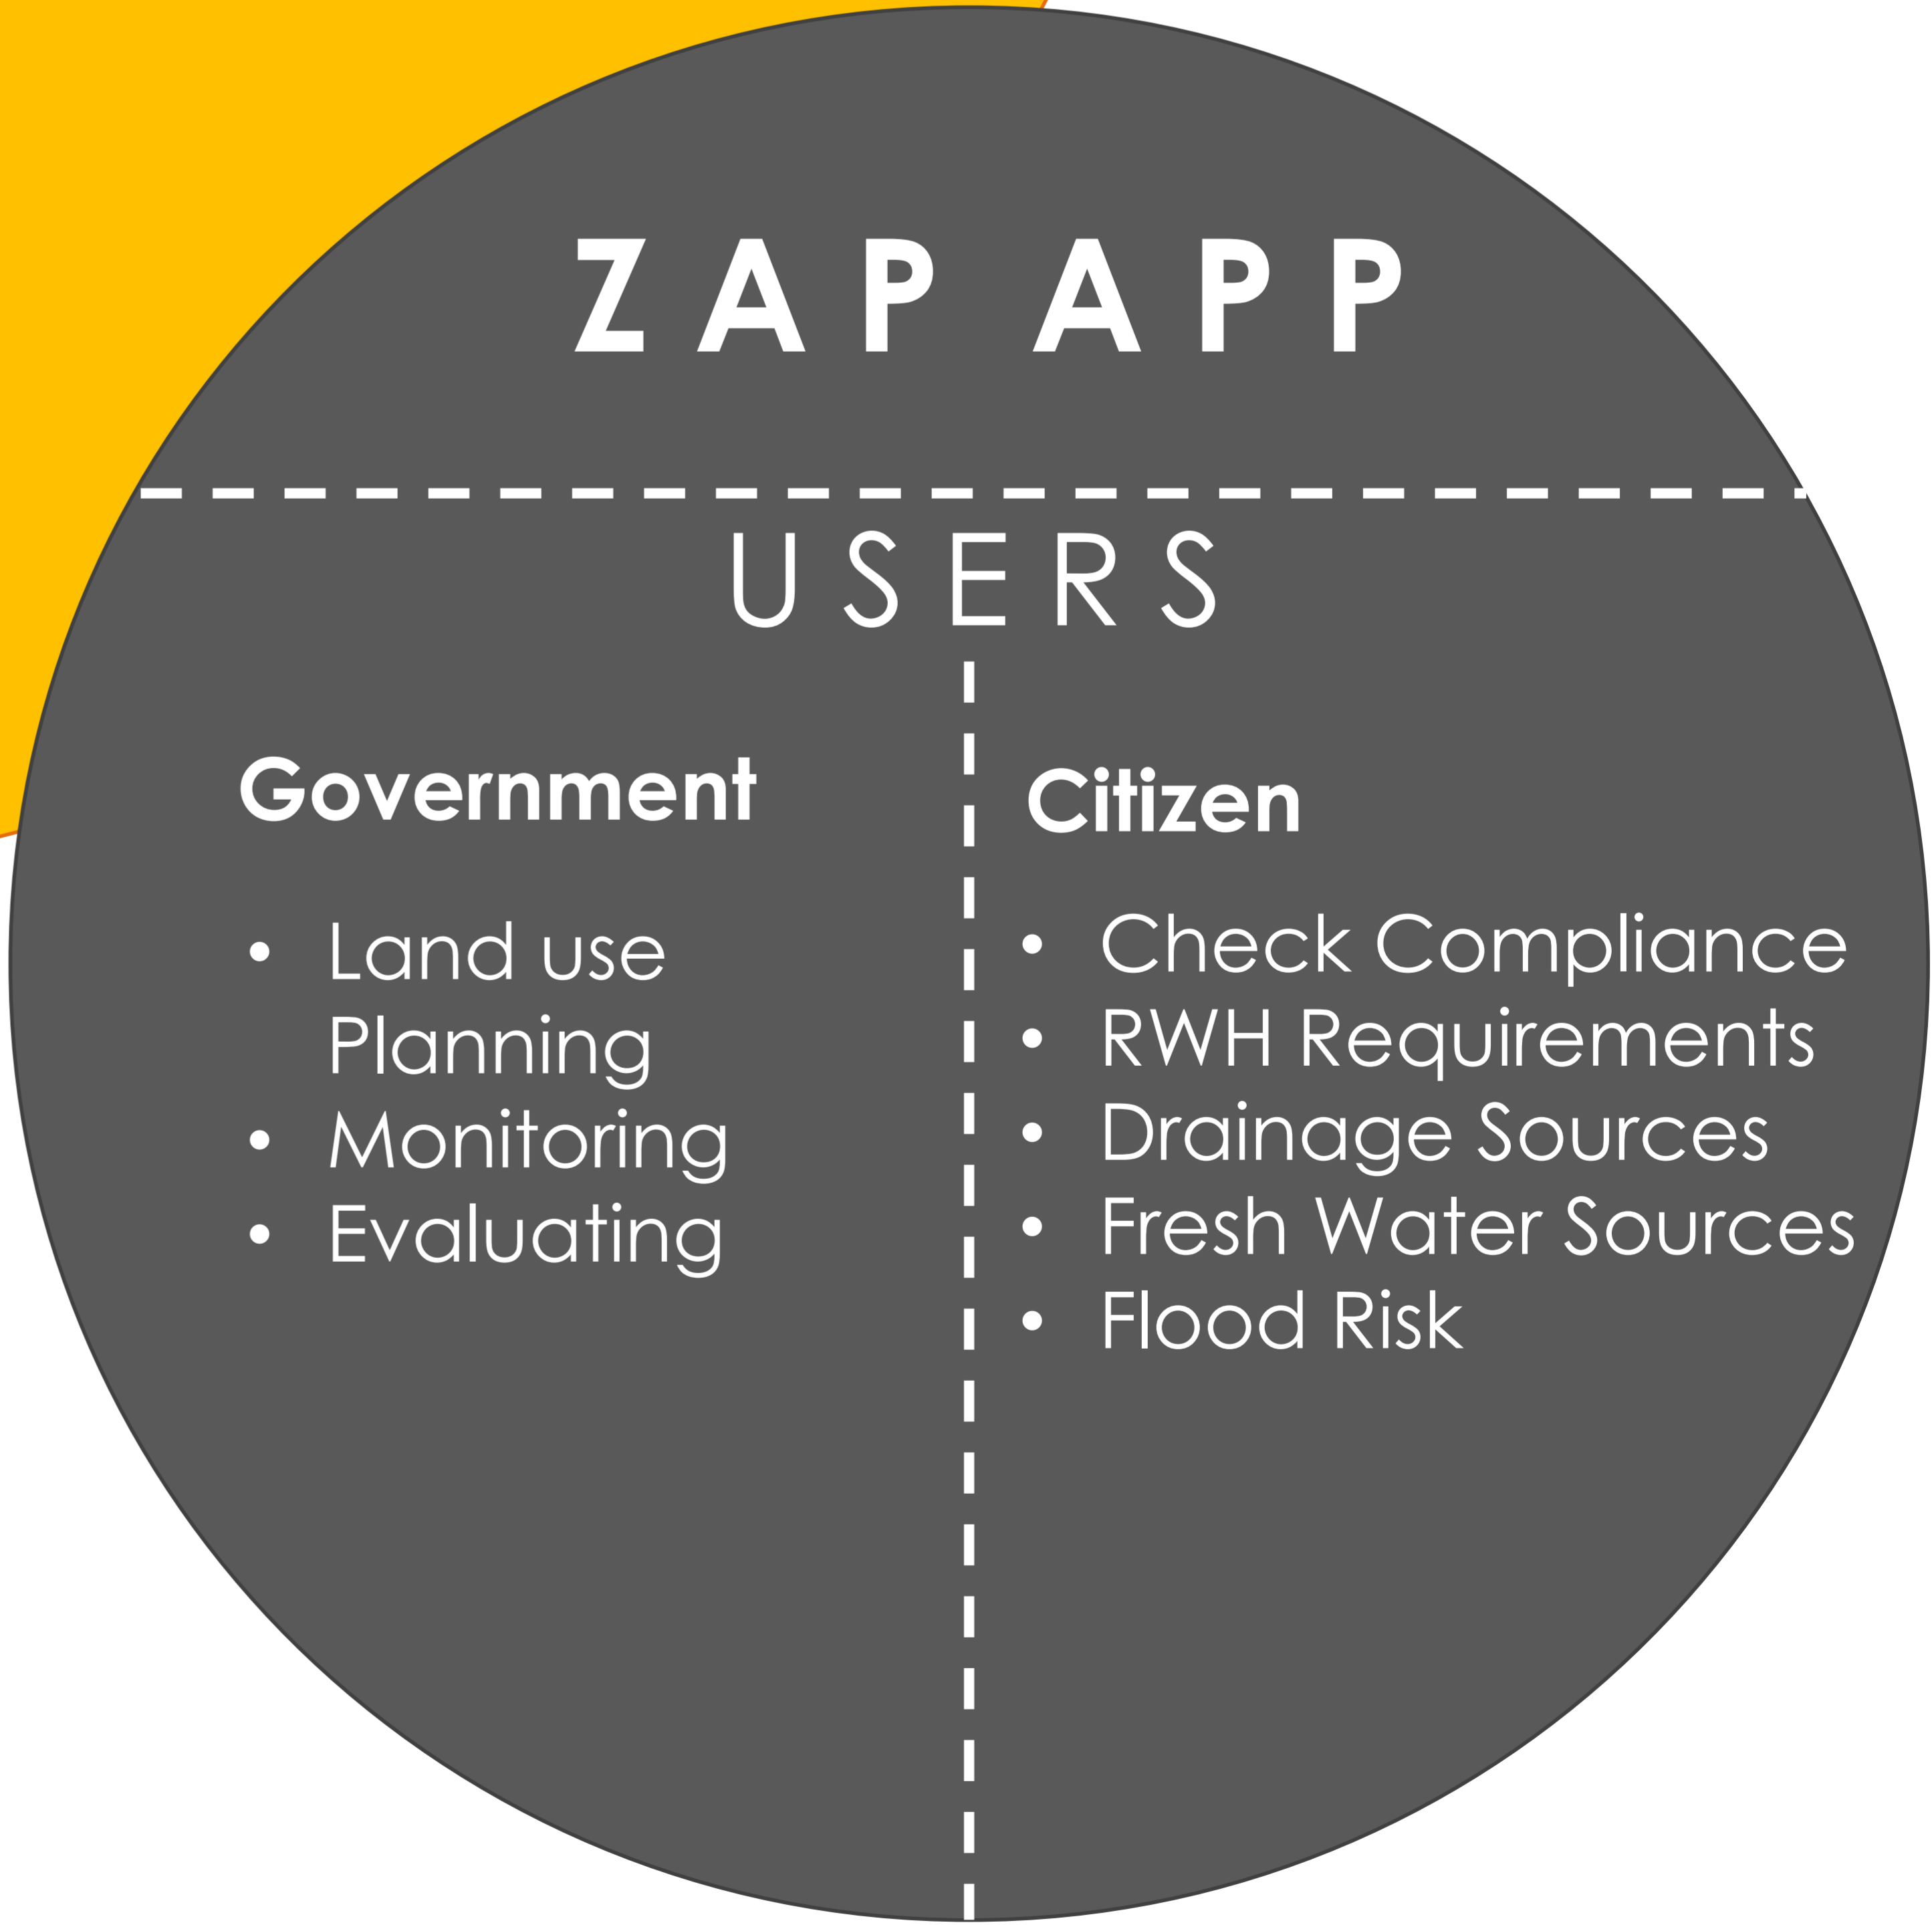 ZAP APP
USERS
Government
• Land use
• Planning
• Monitoring
• Evaluating
Citizen
• Check Compliance
• RWH Requirements
• Drainage Sources
• Fresh Water Sources
• Flood Risk